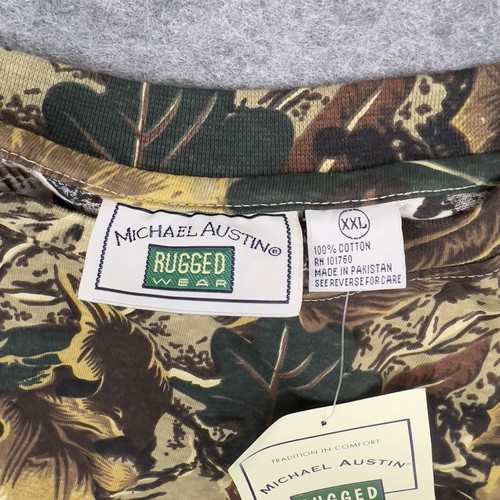 MICHAEL AUSTIN®
RUGGED
WEAR
XXL
100% COTTON
RN 101760
MADE IN PAKISTAN
SEE REVERSE FOR CARE
TRADITION IN COMFORT
MICHAEL AUSTIN®
RUGGED